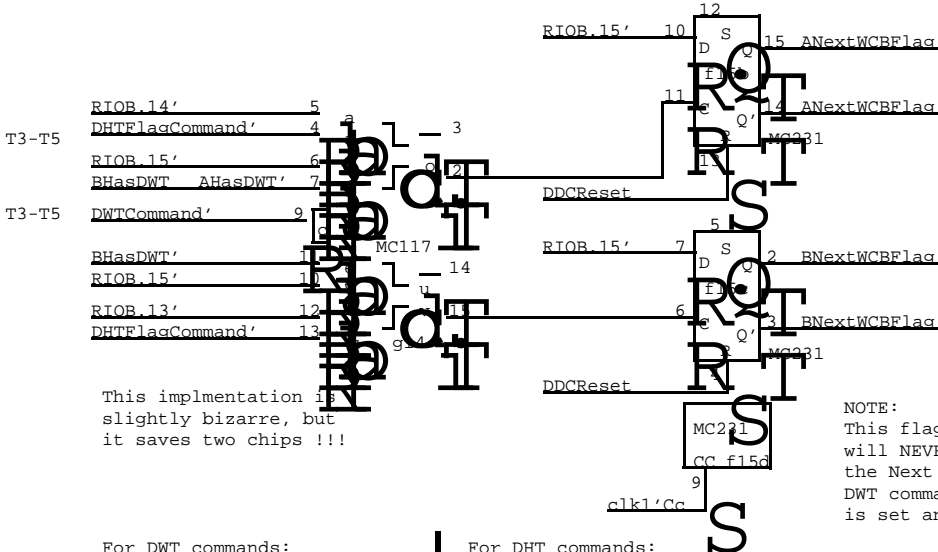 12
RIOB.15' 10 S
D Q 15 ANextWCBFlag
11 C 14 ANextWCBFlag
Q'
R MC231
13
DDCReset
RIOB.14' 5
T3-T5 DHTFlagCommand' 4 3
RIOB.15' 6
BHasDWT AHasDWT' 7 2
T3-T5 DWTCommand' 9
MC117
BHasDWT'
RIOB.15' 10 14
RIOB.13' 12 15
DHTFlagCommand' 13
5
RIOB.15' 7 S
D Q 2 BNextWCBFlag
6 C 3 BNextWCBFlag
Q'
R MC231
DDCReset
MC231
CC f15d
9
clk1'Cc
This implmentation is
slightly bizarre, but
it saves two chips !!!
NOTE:
This flag
will NEVE
the Next
DWT comma
is set an
For DWT commands:
For DHT commands: